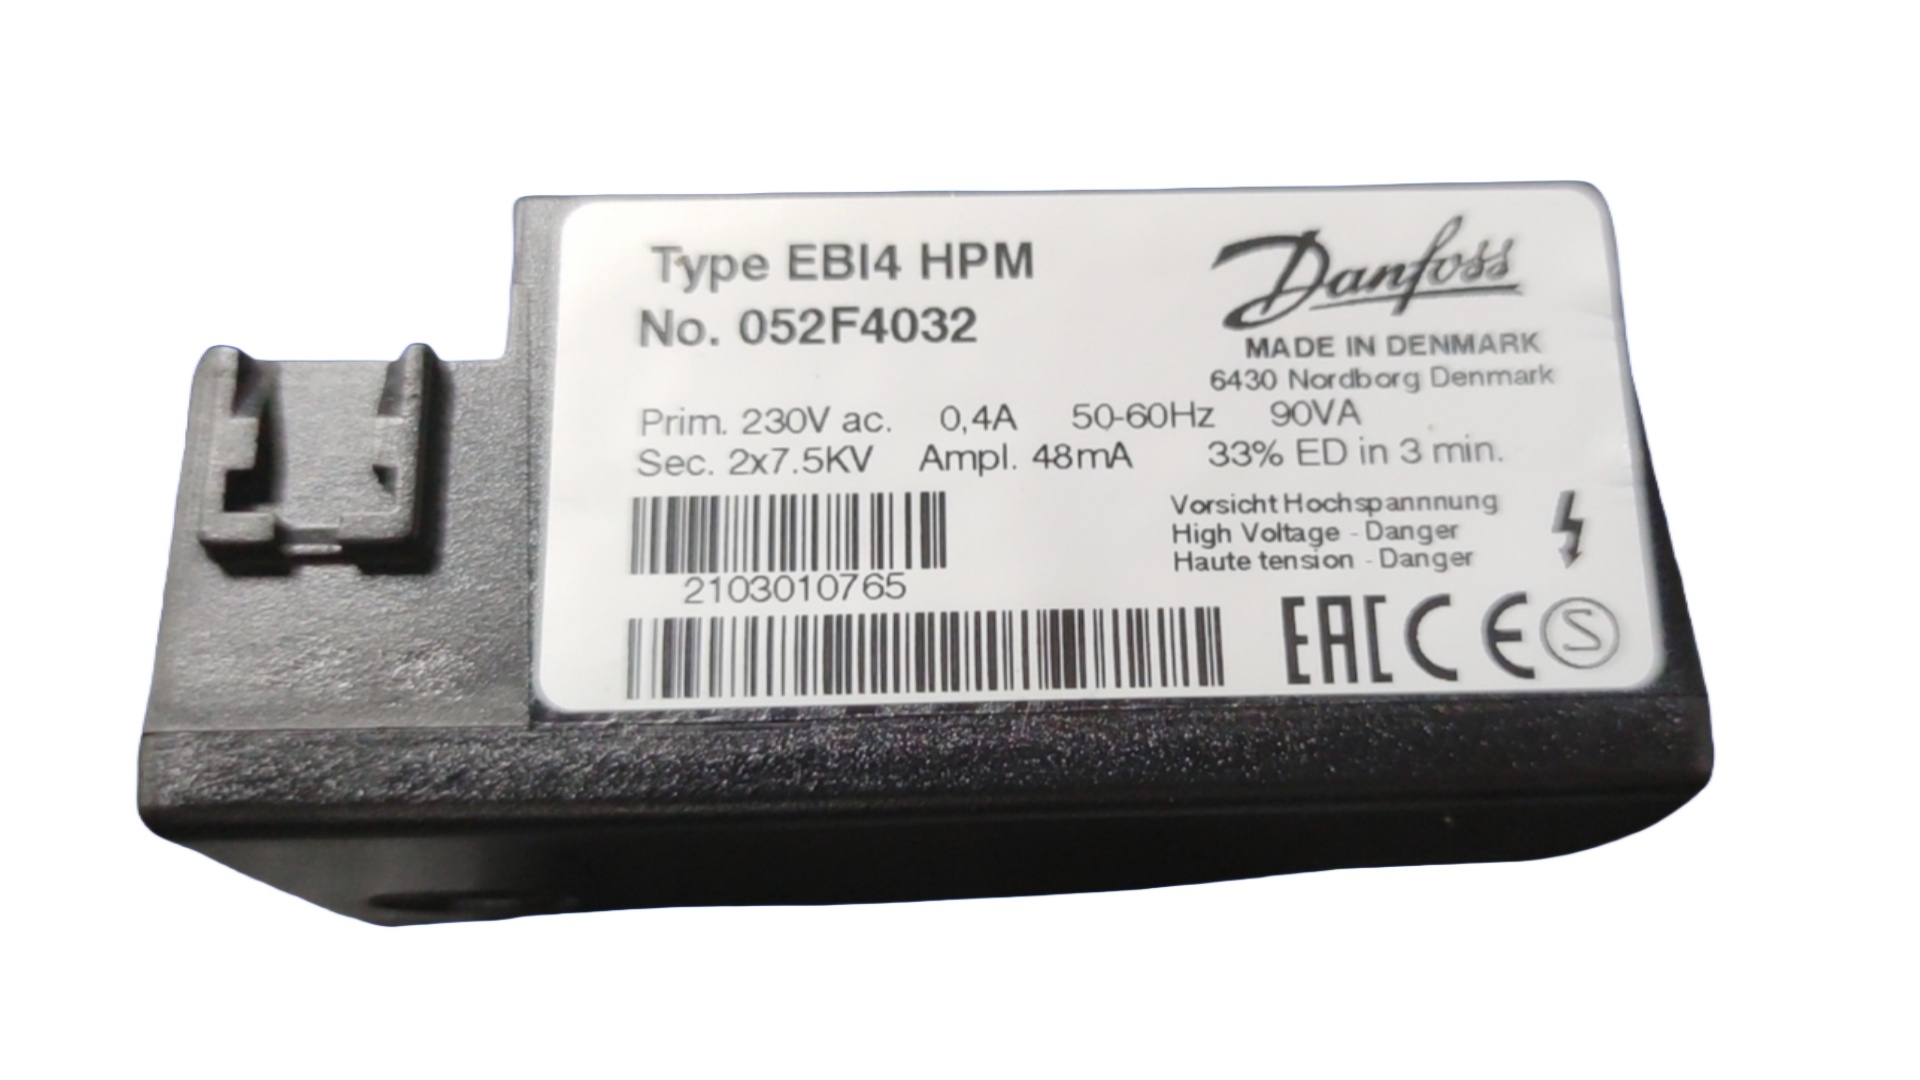 Type EBI4 HPM
No. 052F4032
Danfoss
MADE IN DENMARK
6430 Nordborg Denmark
Prim. 230V ac. 0,4A 50-60Hz 90VA
Sec. 2x7.5KV Ampl. 48mA 33% ED in 3 min.
Vorsicht Hochspannnung
High Voltage - Danger
Haute tension - Danger
2103010765
EAC CE S